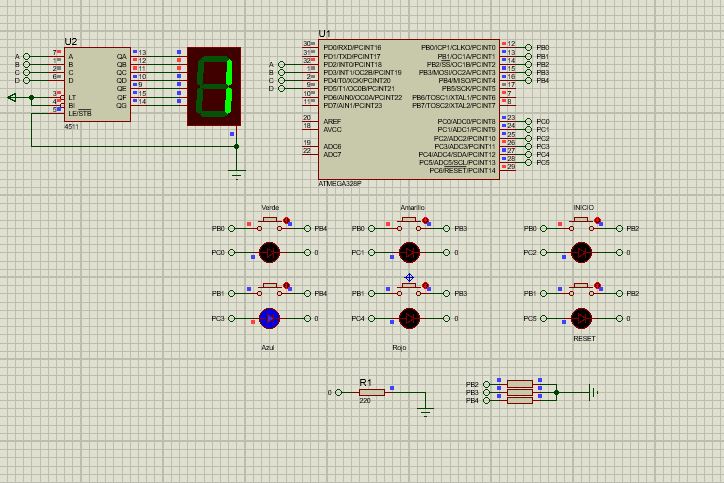 U2
A 7 A QA 13
B 1 B QB 12
C 2 C QC 11
D 6 D QD 10
QE 9
3 LT QF 15
4 BI QG 14
5 LE/STB
4511
U1
30 PD0/RXD/PCINT16 PB0/ICP1/CLKO/PCINT0 12 PB0
31 PD1/TXD/PCINT17 PB1/OC1A/PCINT1 13 PB1
A 32 PD2/INT0/PCINT18 PB2/SS/OC1B/PCINT2 14 PB2
B 1 PD3/INT1/OC2B/PCINT19 PB3/MOSI/OC2A/PCINT3 15 PB3
C 2 PD4/T0/XCK/PCINT20 PB4/MISO/PCINT4 16 PB4
D 9 PD5/T1/OC0B/PCINT21 PB5/SCK/PCINT5 17
10 PD6/AIN0/OC0A/PCINT22 PB6/TOSC1/XTAL1/PCINT6 7
11 PD7/AIN1/PCINT23 PB7/TOSC2/XTAL2/PCINT7 8
20 AREF PC0/ADC0/PCINT8 23 PC0
18 AVCC PC1/ADC1/PCINT9 24 PC1
PC2/ADC2/PCINT10 25 PC2
19 ADC6 PC3/ADC3/PCINT11 26 PC3
22 ADC7 PC4/ADC4/SDA/PCINT12 27 PC4
PC5/ADC5/SCL/PCINT13 28 PC5
PC6/RESET/PCINT14 29
ATMEGA328P
Verde Amarillo INICIO
PB0 PB4 PB0 PB3 PB0 PB2
PC0 0 PC1 0 PC2 0
PB1 PB4 PB1 PB3 PB1 PB2
PC3 0 PC4 0 PC5 0
Azul Rojo RESET
R1
0
220
PB2
PB3
PB4